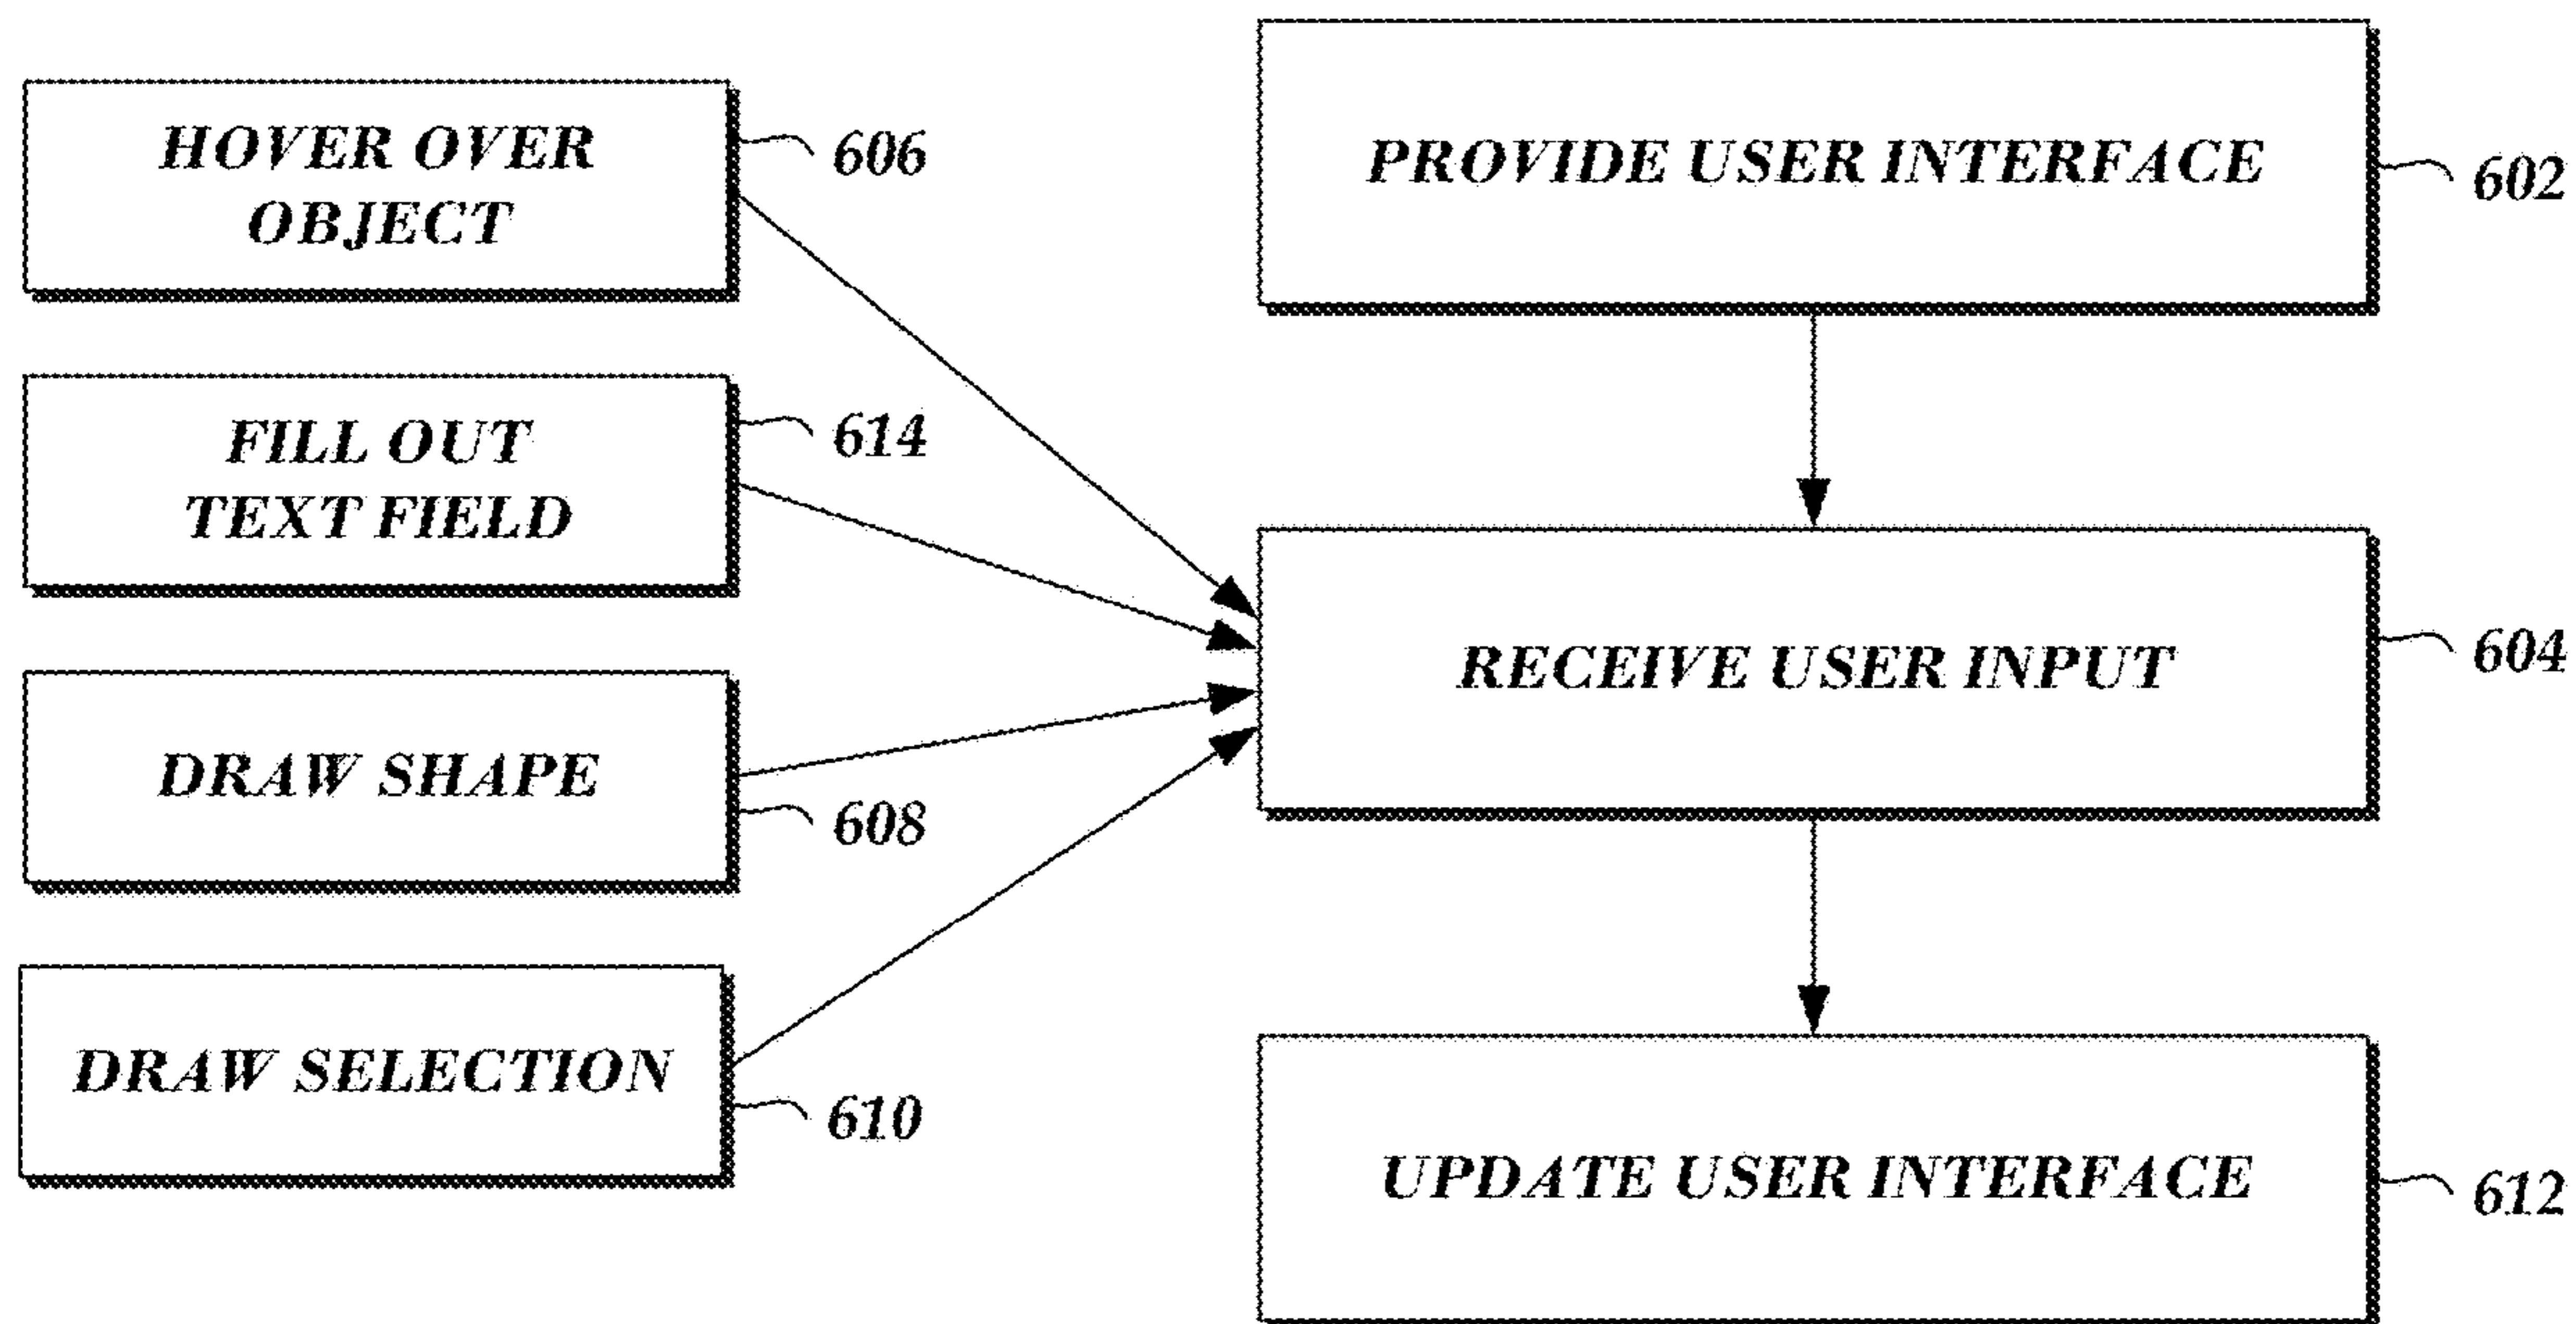 HOVER OVER
OBJECT
606
FILL OUT
TEXT FIELD
614
DRAW SHAPE
608
DRAW SELECTION
610
PROVIDE USER INTERFACE
602
RECEIVE USER INPUT
604
UPDATE USER INTERFACE
612